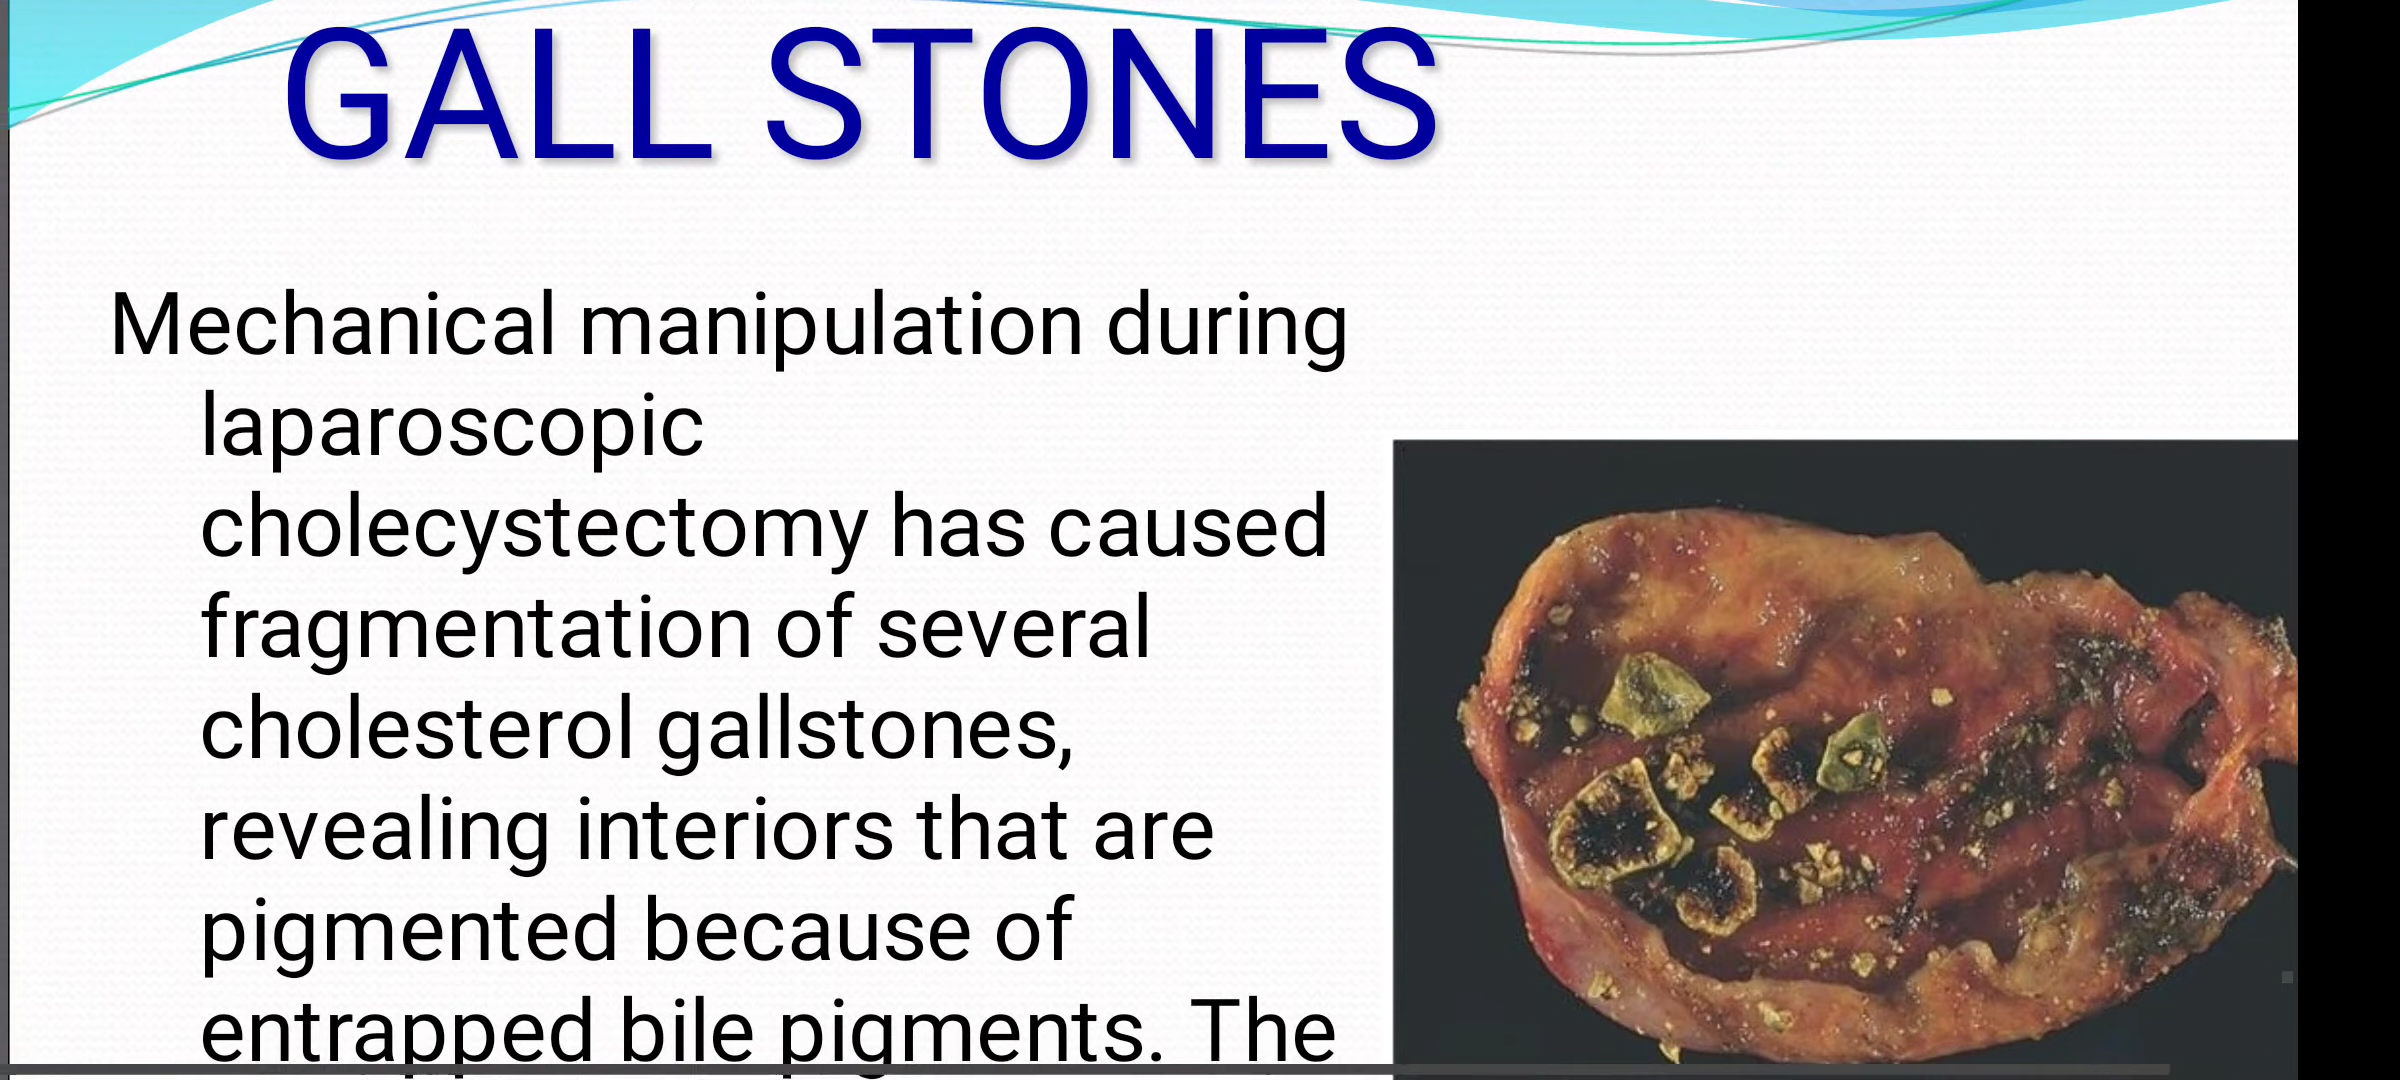 GALL STONES
Mechanical manipulation during
laparoscopic
cholecystectomy has caused
fragmentation of several
cholesterol gallstones,
revealing interiors that are
pigmented because of
entrapped bile pigments. The